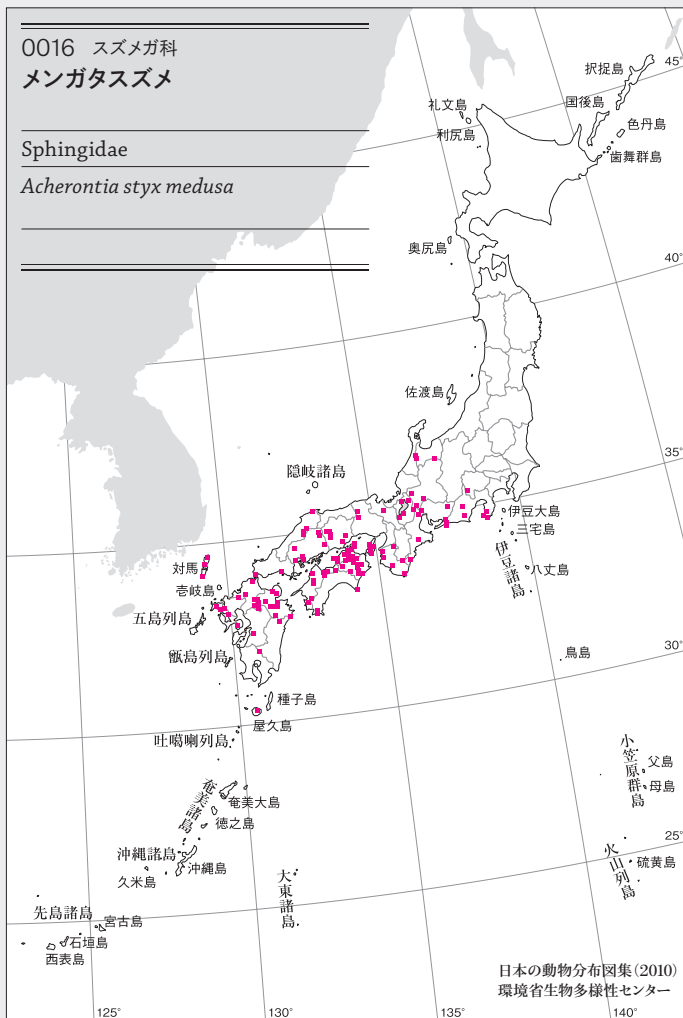 0016 スズメガ科
メンガタスズメ
Sphingidae
Acherontia styx medusa
択捉島
45°
礼文島
国後島
色丹島
利尻島
歯舞群島
奥尻島
40°
佐渡島
35°
隠岐諸島
伊豆大島
三宅島
伊豆諸島
八丈島
対馬
壱岐島
五島列島
甑島列島
鳥島
30°
種子島
屋久島
吐噶喇列島
小笠原群島
父島
母島
奄美諸島
奄美大島
徳之島
25°
沖縄諸島
沖縄島
久米島
大東諸島
火山列島
硫黄島
先島諸島
宮古島
石垣島
西表島
日本の動物分布図集(2010)
環境省生物多様性センター
125°
130°
135°
140°